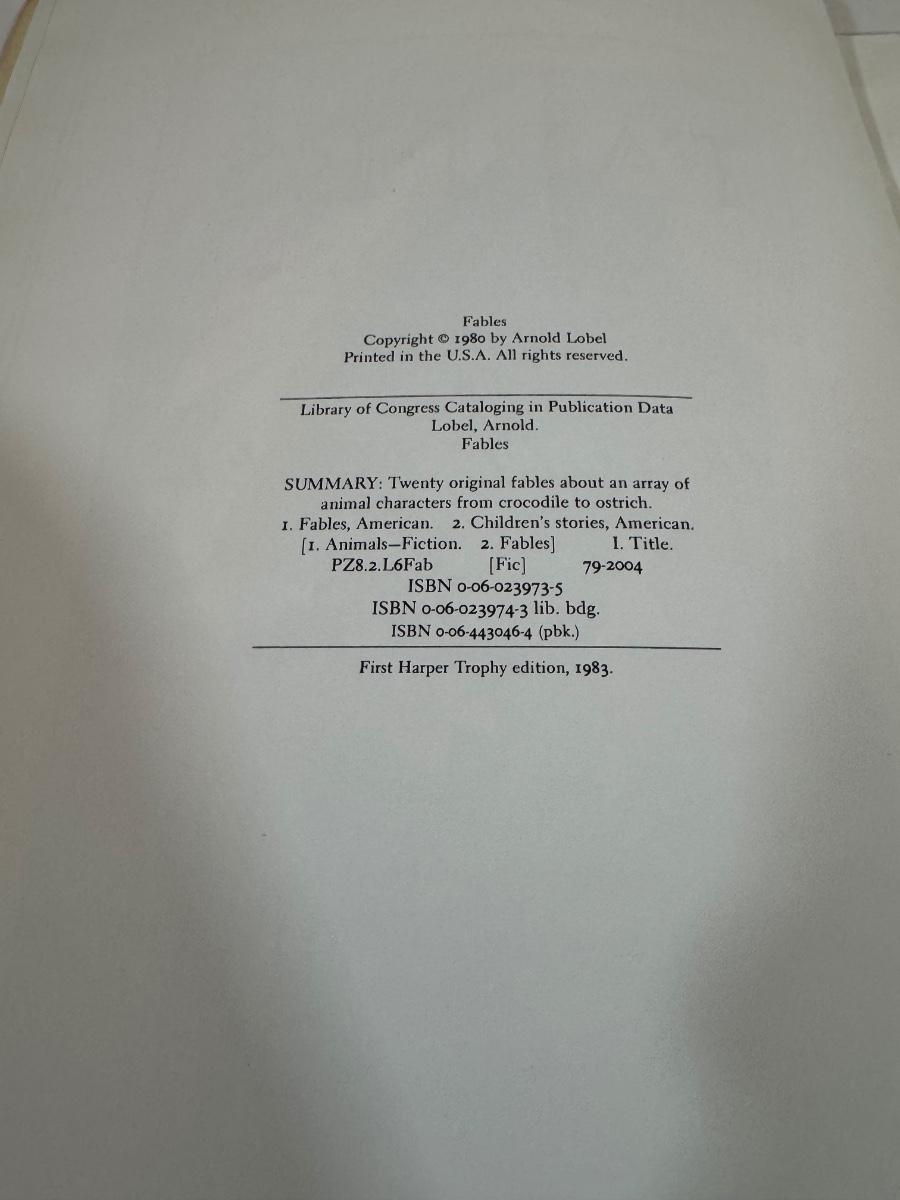 Fables
Copyright © 1980 by Arnold Lobel
Printed in the U.S.A. All rights reserved.
Library of Congress Cataloging in Publication Data
Lobel, Arnold.
Fables
SUMMARY: Twenty original fables about an array of
animal characters from crocodile to ostrich.
1. Fables, American. 2. Children's stories, American.
[1. Animals—Fiction. 2. Fables] I. Title.
PZ8.2.L6Fab [Fic] 79-2004
ISBN 0-06-023973-5
ISBN 0-06-023974-3 lib. bdg.
ISBN 0-06-443046-4 (pbk.)
First Harper Trophy edition, 1983.